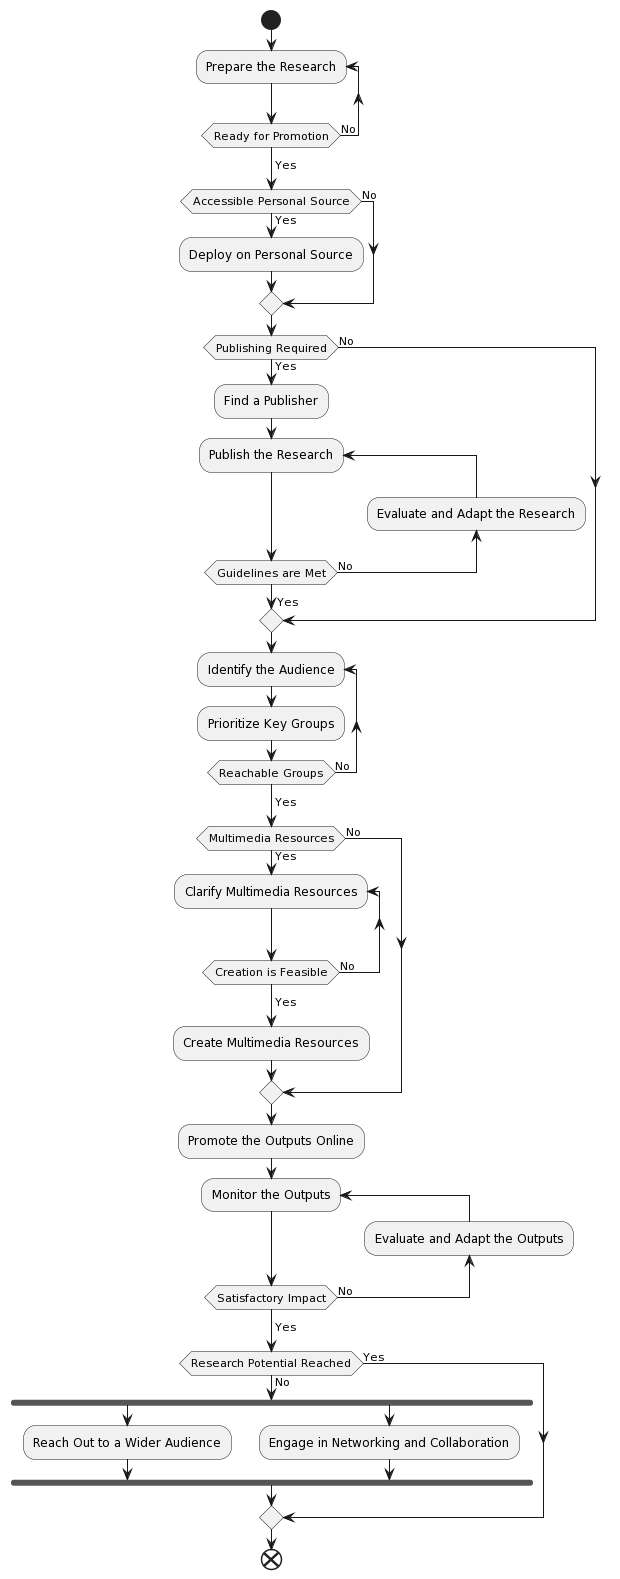 Prepare the Research
Ready for Promotion
No
Yes
Accessible Personal Source
No
Yes
Deploy on Personal Source
Publishing Required
No
Yes
Find a Publisher
Publish the Research
Evaluate and Adapt the Research
Guidelines are Met
No
Yes
Identify the Audience
Prioritize Key Groups
Reachable Groups
No
Yes
Multimedia Resources
No
Yes
Clarify Multimedia Resources
Creation is Feasible
No
Yes
Create Multimedia Resources
Promote the Outputs Online
Monitor the Outputs
Evaluate and Adapt the Outputs
Satisfactory Impact
No
Yes
Research Potential Reached
Yes
No
Reach Out to a Wider Audience
Engage in Networking and Collaboration